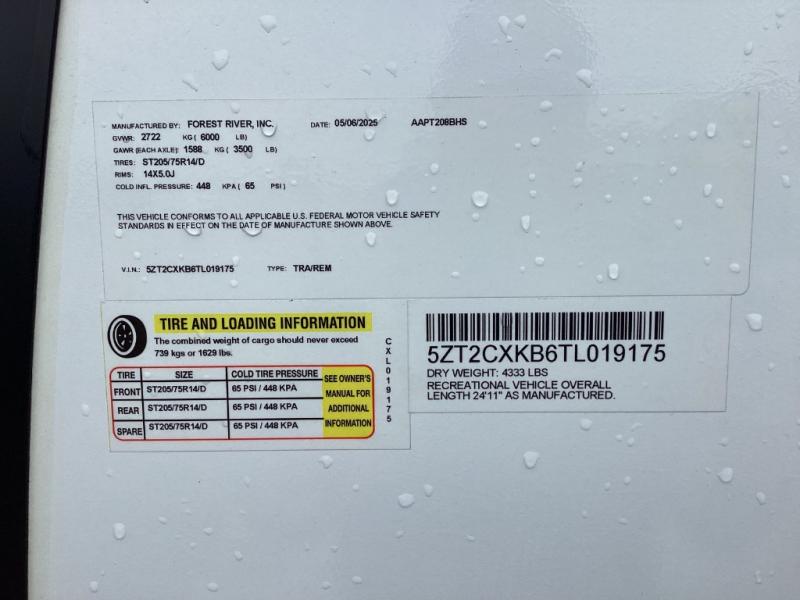 MANUFACTURED BY: FOREST RIVER, INC. DATE: 05/06/2025 AAPT208BHS
GVWR: 2722 KG ( 6000 LB)
GAWR (EACH AXLE): 1588 KG ( 3500 LB)
TIRES: ST205/75R14/D
RIMS: 14X5.0J
COLD INFL. PRESSURE: 448 KPA ( 65 PSI )
THIS VEHICLE CONFORMS TO ALL APPLICABLE U.S. FEDERAL MOTOR VEHICLE SAFETY
STANDARDS IN EFFECT ON THE DATE OF MANUFACTURE SHOWN ABOVE.
V.I.N.: 5ZT2CXKB6TL019175 TYPE: TRA/REM
TIRE AND LOADING INFORMATION
The combined weight of cargo should never exceed
739 kgs or 1629 lbs.
TIRE SIZE COLD TIRE PRESSURE
FRONT ST205/75R14/D 65 PSI / 448 KPA
REAR ST205/75R14/D 65 PSI / 448 KPA
SPARE ST205/75R14/D 65 PSI / 448 KPA
SEE OWNER'S
MANUAL FOR
ADDITIONAL
INFORMATION
CXL019175
5ZT2CXKB6TL019175
DRY WEIGHT: 4333 LBS
RECREATIONAL VEHICLE OVERALL
LENGTH 24'11" AS MANUFACTURED.